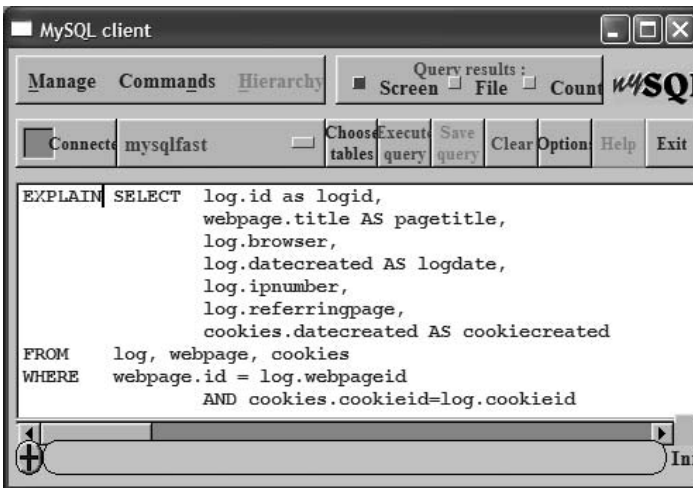 MySQL client
Manage Commands Hierarchy
Query results :
Screen File Count
Connecte mysqlfast
Choose tables
Execut query
Save query
Clear
Option
Help
Exit
EXPLAIN SELECT log.id as logid,
webpage.title AS pagetitle,
log.browser,
log.datecreated AS logdate,
log.ipnumber,
log.referringpage,
cookies.datecreated AS cookiecreated
FROM log, webpage, cookies
WHERE webpage.id = log.webpageid
AND cookies.cookieid=log.cookieid